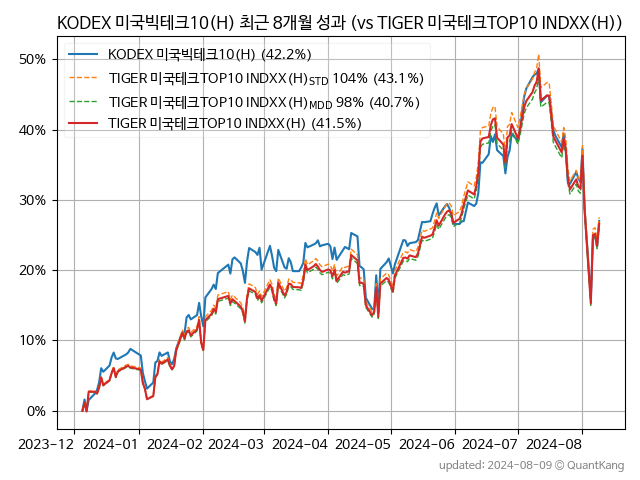 KODEX 미국빅테크10(H) 최근 8개월 성과 (vs TIGER 미국테크TOP10 INDXX(H))
KODEX 미국빅테크10(H) (42.2%)
TIGER 미국테크TOP10 INDXX(H)STD 104% (43.1%)
TIGER 미국테크TOP10 INDXX(H)MDD 98% (40.7%)
TIGER 미국테크TOP10 INDXX(H) (41.5%)
50%
40%
30%
20%
10%
0%
2023-12 2024-01 2024-02 2024-03 2024-04 2024-05 2024-06 2024-07 2024-08
updated: 2024-08-09 © QuantKang